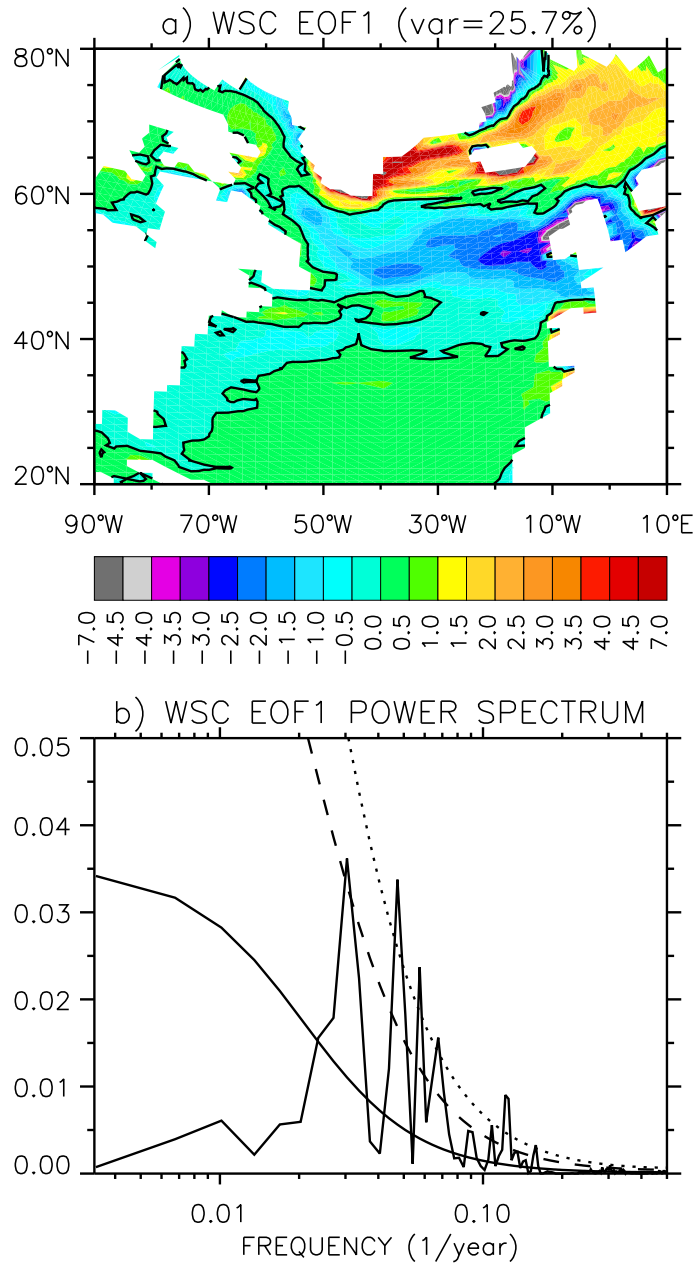 a) WSC EOF1 (var=25.7%)
80°N
60°N
40°N
20°N
90°W 70°W 50°W 30°W 10°W 10°E
−7.0 −4.5 −4.0 −3.5 −3.0 −2.5 −2.0 −1.5 −1.0 −0.5 0.0 0.5 1.0 1.5 2.0 2.5 3.0 3.5 4.0 4.5 7.0
b) WSC EOF1 POWER SPECTRUM
0.05
0.04
0.03
0.02
0.01
0.00
0.01 0.10
FREQUENCY (1/year)